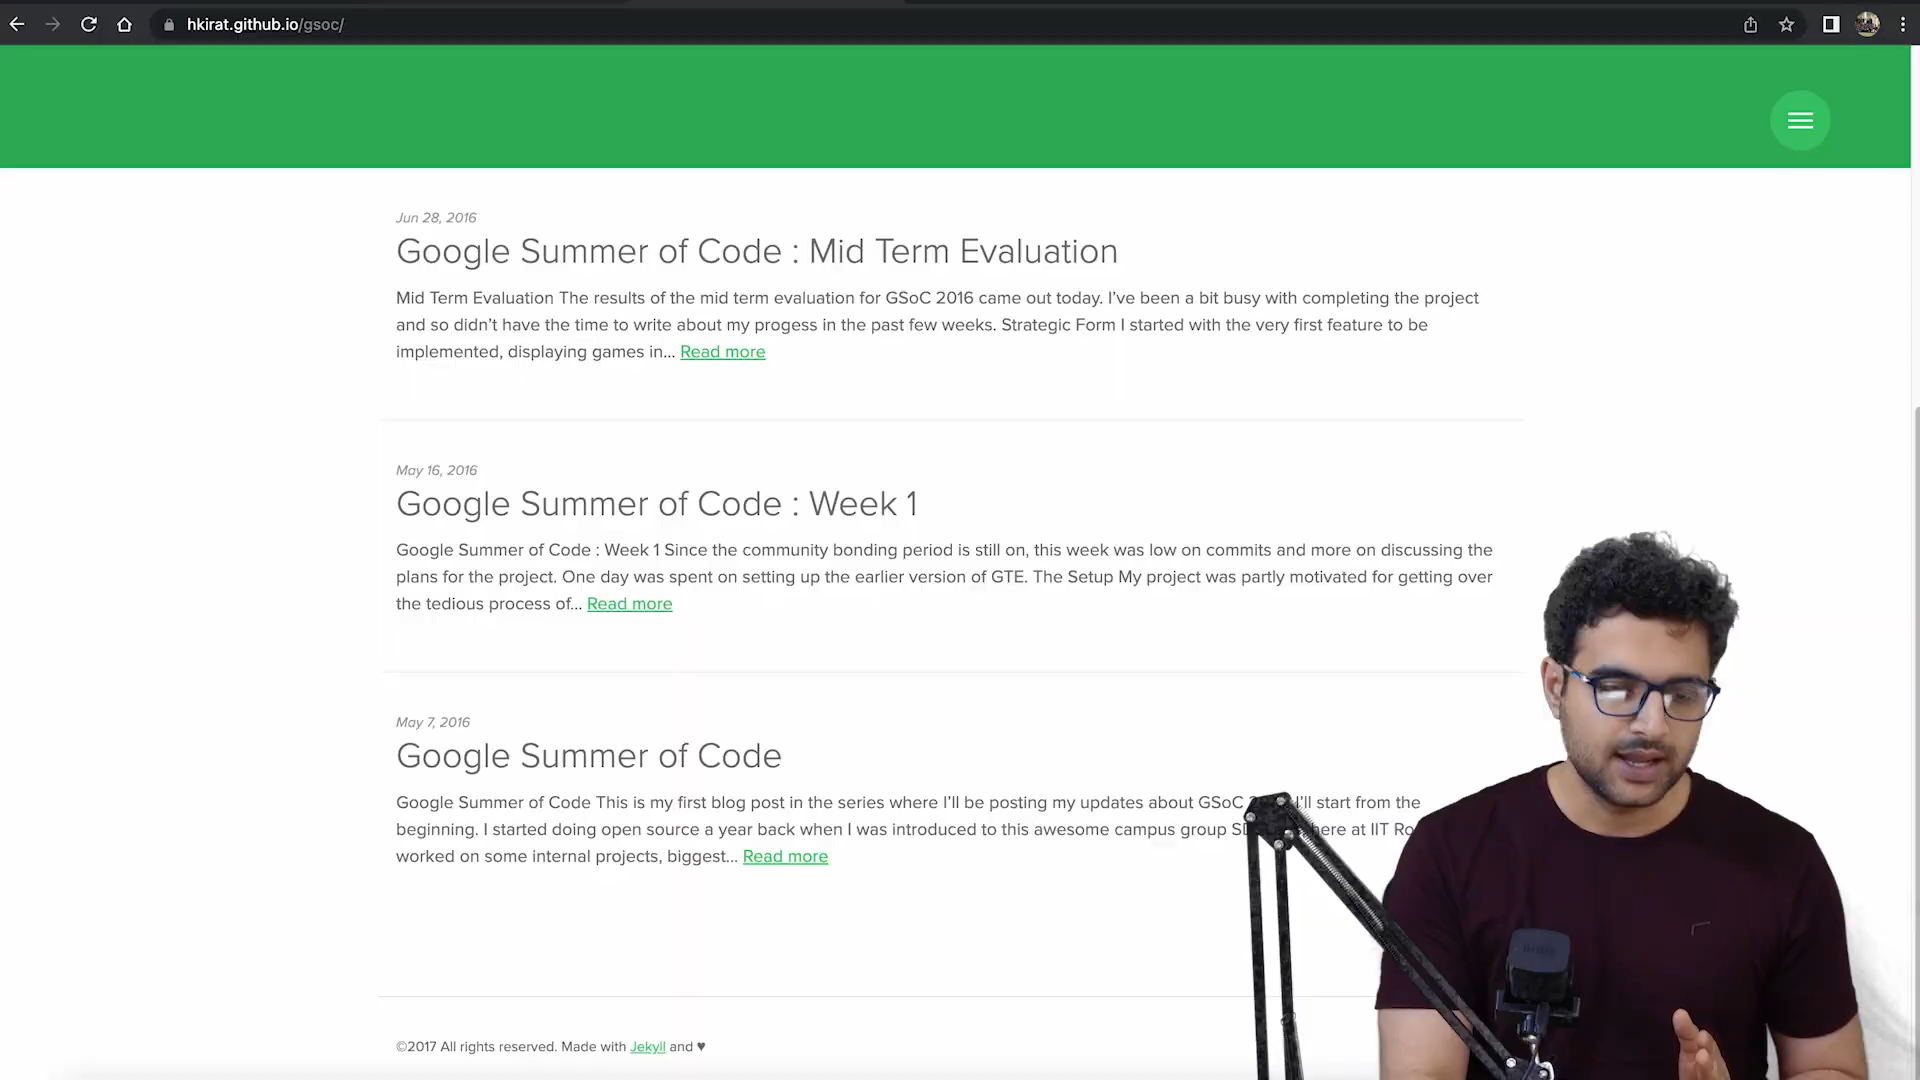 hkirat.github.io/gsoc/
Jun 28, 2016
Google Summer of Code : Mid Term Evaluation
Mid Term Evaluation The results of the mid term evaluation for GSoC 2016 came out today. I’ve been a bit busy with completing the project
and so didn’t have the time to write about my progess in the past few weeks. Strategic Form I started with the very first feature to be
implemented, displaying games in... Read more
May 16, 2016
Google Summer of Code : Week 1
Google Summer of Code : Week 1 Since the community bonding period is still on, this week was low on commits and more on discussing the
plans for the project. One day was spent on setting up the earlier version of GTE. The Setup My project was partly motivated for getting over
the tedious process of... Read more
May 7, 2016
Google Summer of Code
Google Summer of Code This is my first blog post in the series where I’ll be posting my updates about GSoC I’ll start from the
beginning. I started doing open source a year back when I was introduced to this awesome campus group here at IIT
worked on some internal projects, biggest... Read more
©2017 All rights reserved. Made with Jekyll and ♥